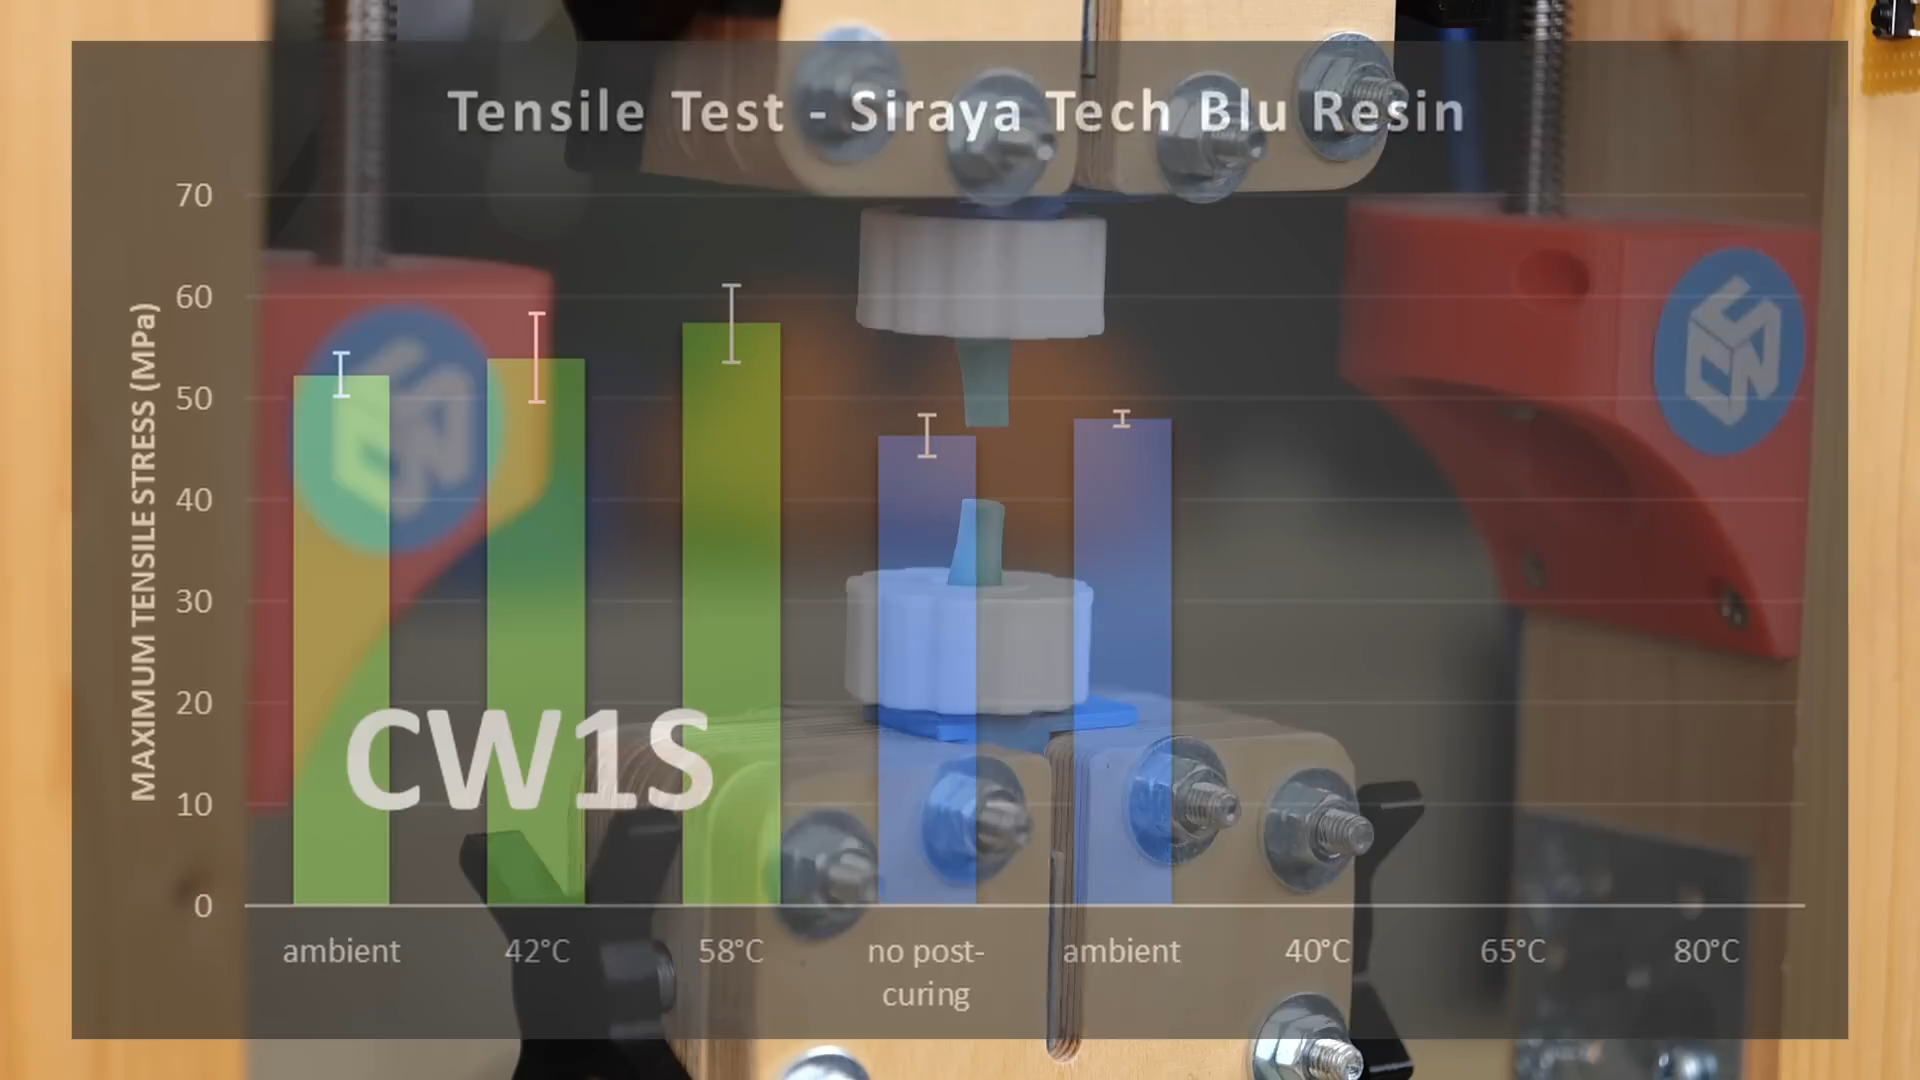 Tensile Test - Siraya Tech Blu Resin
MAXIMUM TENSILE STRESS (MPa)
70
60
50
40
30
20
10
0
CW1S
ambient
42°C
58°C
no post-
curing
ambient
40°C
65°C
80°C